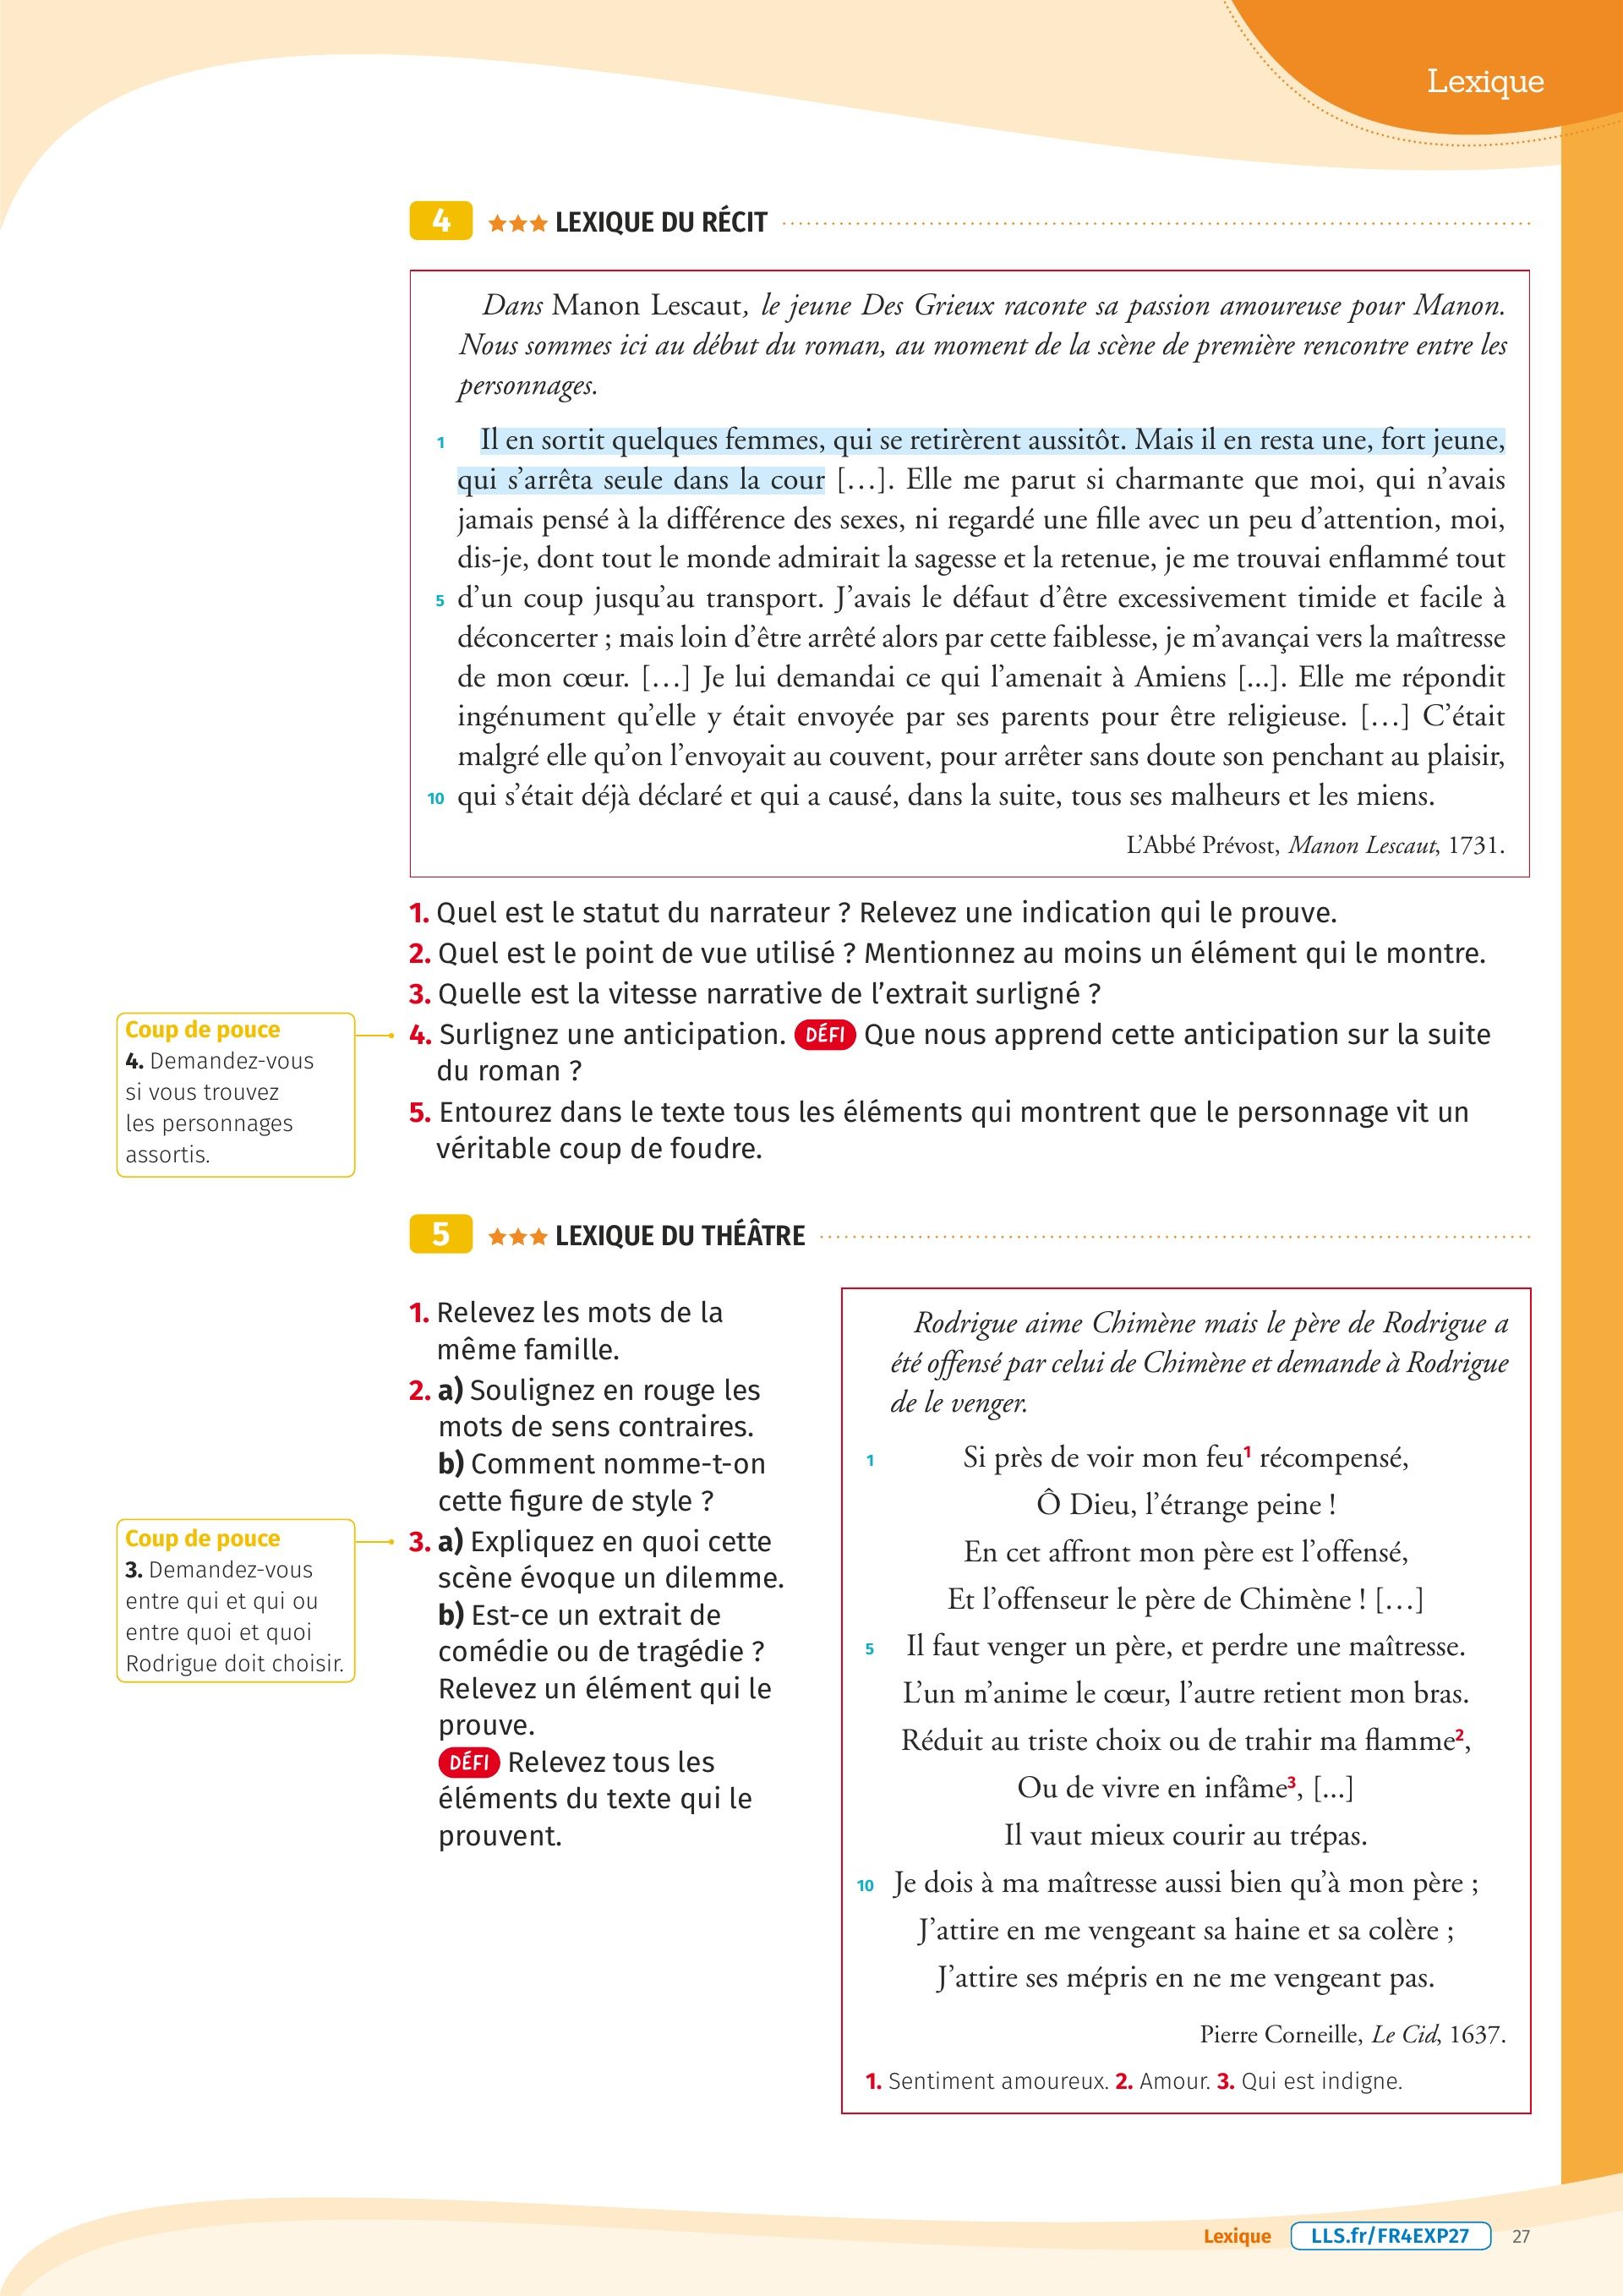 Lexique
4 ★★★ LEXIQUE DU RÉCIT
Dans Manon Lescaut, le jeune Des Grieux raconte sa passion amoureuse pour Manon.
Nous sommes ici au début du roman, au moment de la scène de première rencontre entre les
personnages.
1 Il en sortit quelques femmes, qui se retirèrent aussitôt. Mais il en resta une, fort jeune,
qui s’arrêta seule dans la cour […]. Elle me parut si charmante que moi, qui n’avais
jamais pensé à la différence des sexes, ni regardé une fille avec un peu d’attention, moi,
dis-je, dont tout le monde admirait la sagesse et la retenue, je me trouvai enflammé tout
5 d’un coup jusqu’au transport. J’avais le défaut d’être excessivement timide et facile à
déconcerter ; mais loin d’être arrêté alors par cette faiblesse, je m’avançai vers la maîtresse
de mon cœur. […] Je lui demandai ce qui l’amenait à Amiens [...]. Elle me répondit
ingénument qu’elle y était envoyée par ses parents pour être religieuse. […] C’était
malgré elle qu’on l’envoyait au couvent, pour arrêter sans doute son penchant au plaisir,
10 qui s’était déjà déclaré et qui a causé, dans la suite, tous ses malheurs et les miens.
L’Abbé Prévost, Manon Lescaut, 1731.
1. Quel est le statut du narrateur ? Relevez une indication qui le prouve.
2. Quel est le point de vue utilisé ? Mentionnez au moins un élément qui le montre.
3. Quelle est la vitesse narrative de l’extrait surligné ?
4. Surlignez une anticipation. DÉFI Que nous apprend cette anticipation sur la suite
du roman ?
5. Entourez dans le texte tous les éléments qui montrent que le personnage vit un
véritable coup de foudre.
Coup de pouce
4. Demandez-vous
si vous trouvez
les personnages
assortis.
5 ★★★ LEXIQUE DU THÉÂTRE
1. Relevez les mots de la
même famille.
2. a) Soulignez en rouge les
mots de sens contraires.
b) Comment nomme-t-on
cette figure de style ?
3. a) Expliquez en quoi cette
scène évoque un dilemme.
b) Est-ce un extrait de
comédie ou de tragédie ?
Relevez un élément qui le
prouve.
DÉFI Relevez tous les
éléments du texte qui le
prouvent.
Coup de pouce
3. Demandez-vous
entre qui et qui ou
entre quoi et quoi
Rodrigue doit choisir.
Rodrigue aime Chimène mais le père de Rodrigue a
été offensé par celui de Chimène et demande à Rodrigue
de le venger.
1 Si près de voir mon feu1 récompensé,
Ô Dieu, l’étrange peine !
En cet affront mon père est l’offensé,
Et l’offenseur le père de Chimène ! […]
5 Il faut venger un père, et perdre une maîtresse.
L’un m’anime le cœur, l’autre retient mon bras.
Réduit au triste choix ou de trahir ma flamme2,
Ou de vivre en infâme3, [...]
Il vaut mieux courir au trépas.
10 Je dois à ma maîtresse aussi bien qu’à mon père ;
J’attire en me vengeant sa haine et sa colère ;
J’attire ses mépris en ne me vengeant pas.
Pierre Corneille, Le Cid, 1637.
1. Sentiment amoureux. 2. Amour. 3. Qui est indigne.
Lexique LLS.fr/FR4EXP27 27